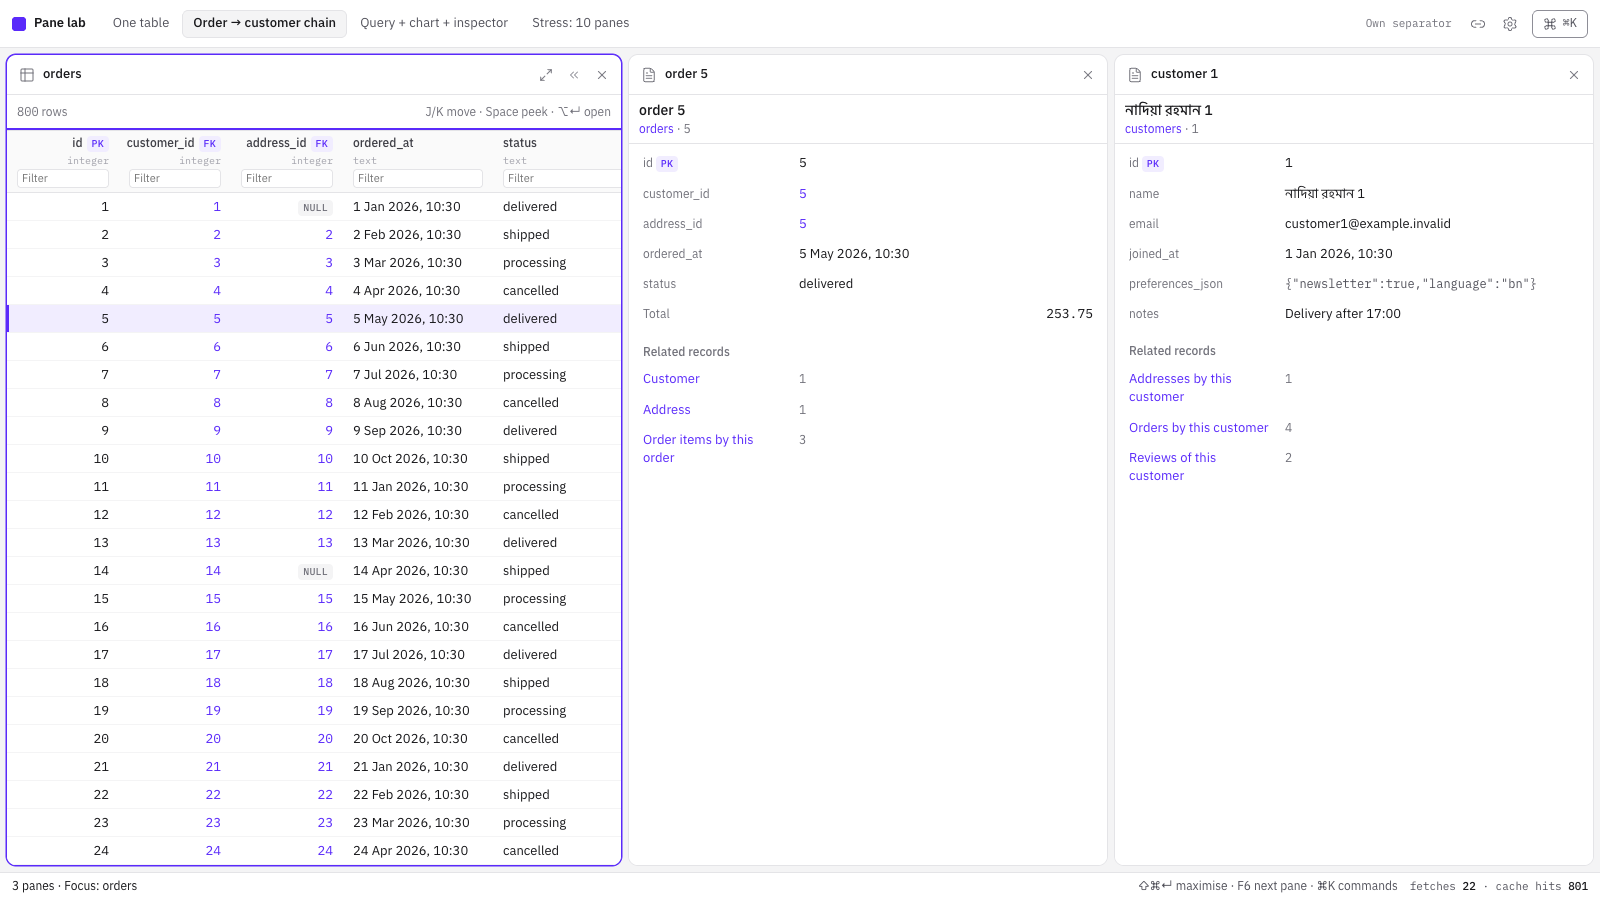 Pane lab One table Order → customer chain Query + chart + inspector Stress: 10 panes Own separator ⌘ ⌘K
orders
800 rows J/K move · Space peek · ⌥↵ open
id PK customer_id FK address_id FK ordered_at status
integer integer integer text text
Filter Filter Filter Filter Filter
1 1 NULL 1 Jan 2026, 10:30 delivered
2 2 2 2 Feb 2026, 10:30 shipped
3 3 3 3 Mar 2026, 10:30 processing
4 4 4 4 Apr 2026, 10:30 cancelled
5 5 5 5 May 2026, 10:30 delivered
6 6 6 6 Jun 2026, 10:30 shipped
7 7 7 7 Jul 2026, 10:30 processing
8 8 8 8 Aug 2026, 10:30 cancelled
9 9 9 9 Sep 2026, 10:30 delivered
10 10 10 10 Oct 2026, 10:30 shipped
11 11 11 11 Jan 2026, 10:30 processing
12 12 12 12 Feb 2026, 10:30 cancelled
13 13 13 13 Mar 2026, 10:30 delivered
14 14 NULL 14 Apr 2026, 10:30 shipped
15 15 15 15 May 2026, 10:30 processing
16 16 16 16 Jun 2026, 10:30 cancelled
17 17 17 17 Jul 2026, 10:30 delivered
18 18 18 18 Aug 2026, 10:30 shipped
19 19 19 19 Sep 2026, 10:30 processing
20 20 20 20 Oct 2026, 10:30 cancelled
21 21 21 21 Jan 2026, 10:30 delivered
22 22 22 22 Feb 2026, 10:30 shipped
23 23 23 23 Mar 2026, 10:30 processing
24 24 24 24 Apr 2026, 10:30 cancelled
order 5
order 5
orders · 5
id PK 5
customer_id 5
address_id 5
ordered_at 5 May 2026, 10:30
status delivered
Total 253.75
Related records
Customer 1
Address 1
Order items by this 3
order
customer 1
নাদিয়া রহমান 1
customers · 1
id PK 1
name নাদিয়া রহমান 1
email customer1@example.invalid
joined_at 1 Jan 2026, 10:30
preferences_json {"newsletter":true,"language":"bn"}
notes Delivery after 17:00
Related records
Addresses by this 1
customer
Orders by this customer 4
Reviews of this 2
customer
3 panes · Focus: orders ⇧⌘↵ maximise · F6 next pane · ⌘K commands fetches 22 · cache hits 801